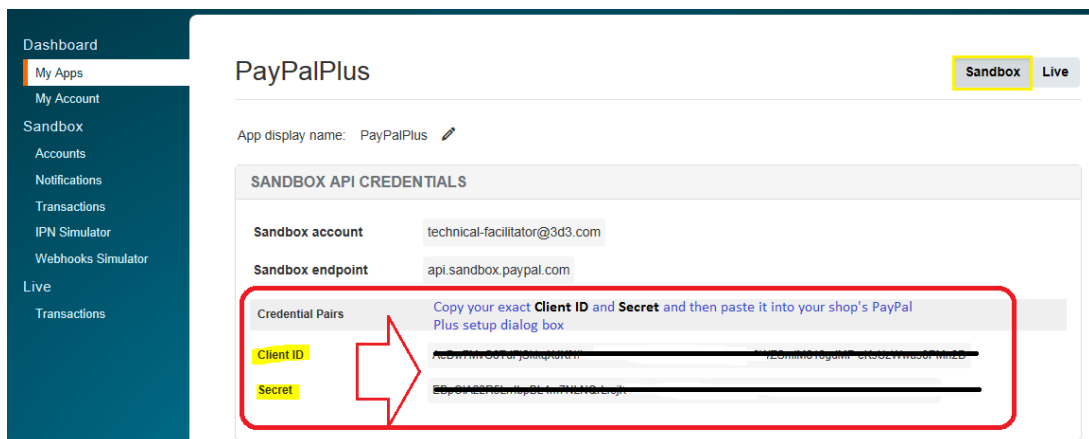 Dashboard
My Apps
My Account
Sandbox
Accounts
Notifications
Transactions
IPN Simulator
Webhooks Simulator
Live
Transactions
PayPalPlus
Sandbox Live
App display name: PayPalPlus
SANDBOX API CREDENTIALS
Sandbox account technical-facilitator@3d3.com
Sandbox endpoint api.sandbox.paypal.com
Credential Pairs
Copy your exact Client ID and Secret and then paste it into your shop's PayPal
Plus setup dialog box
Client ID
Secret